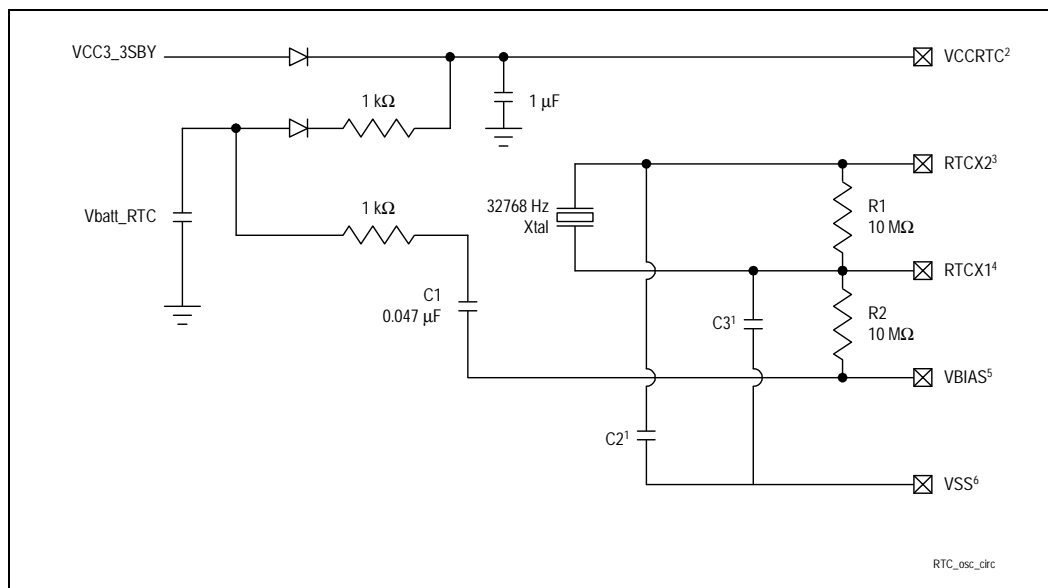 VCC3_3SBY
VCCRTC²
1 kΩ
1 µF
RTCX2³
Vbatt_RTC
1 kΩ
32768 Hz
Xtal
R1
10 MΩ
RTCX1⁴
C1
0.047 µF
C3¹
R2
10 MΩ
VBIAS⁵
C2¹
VSS⁶
RTC_osc_circ